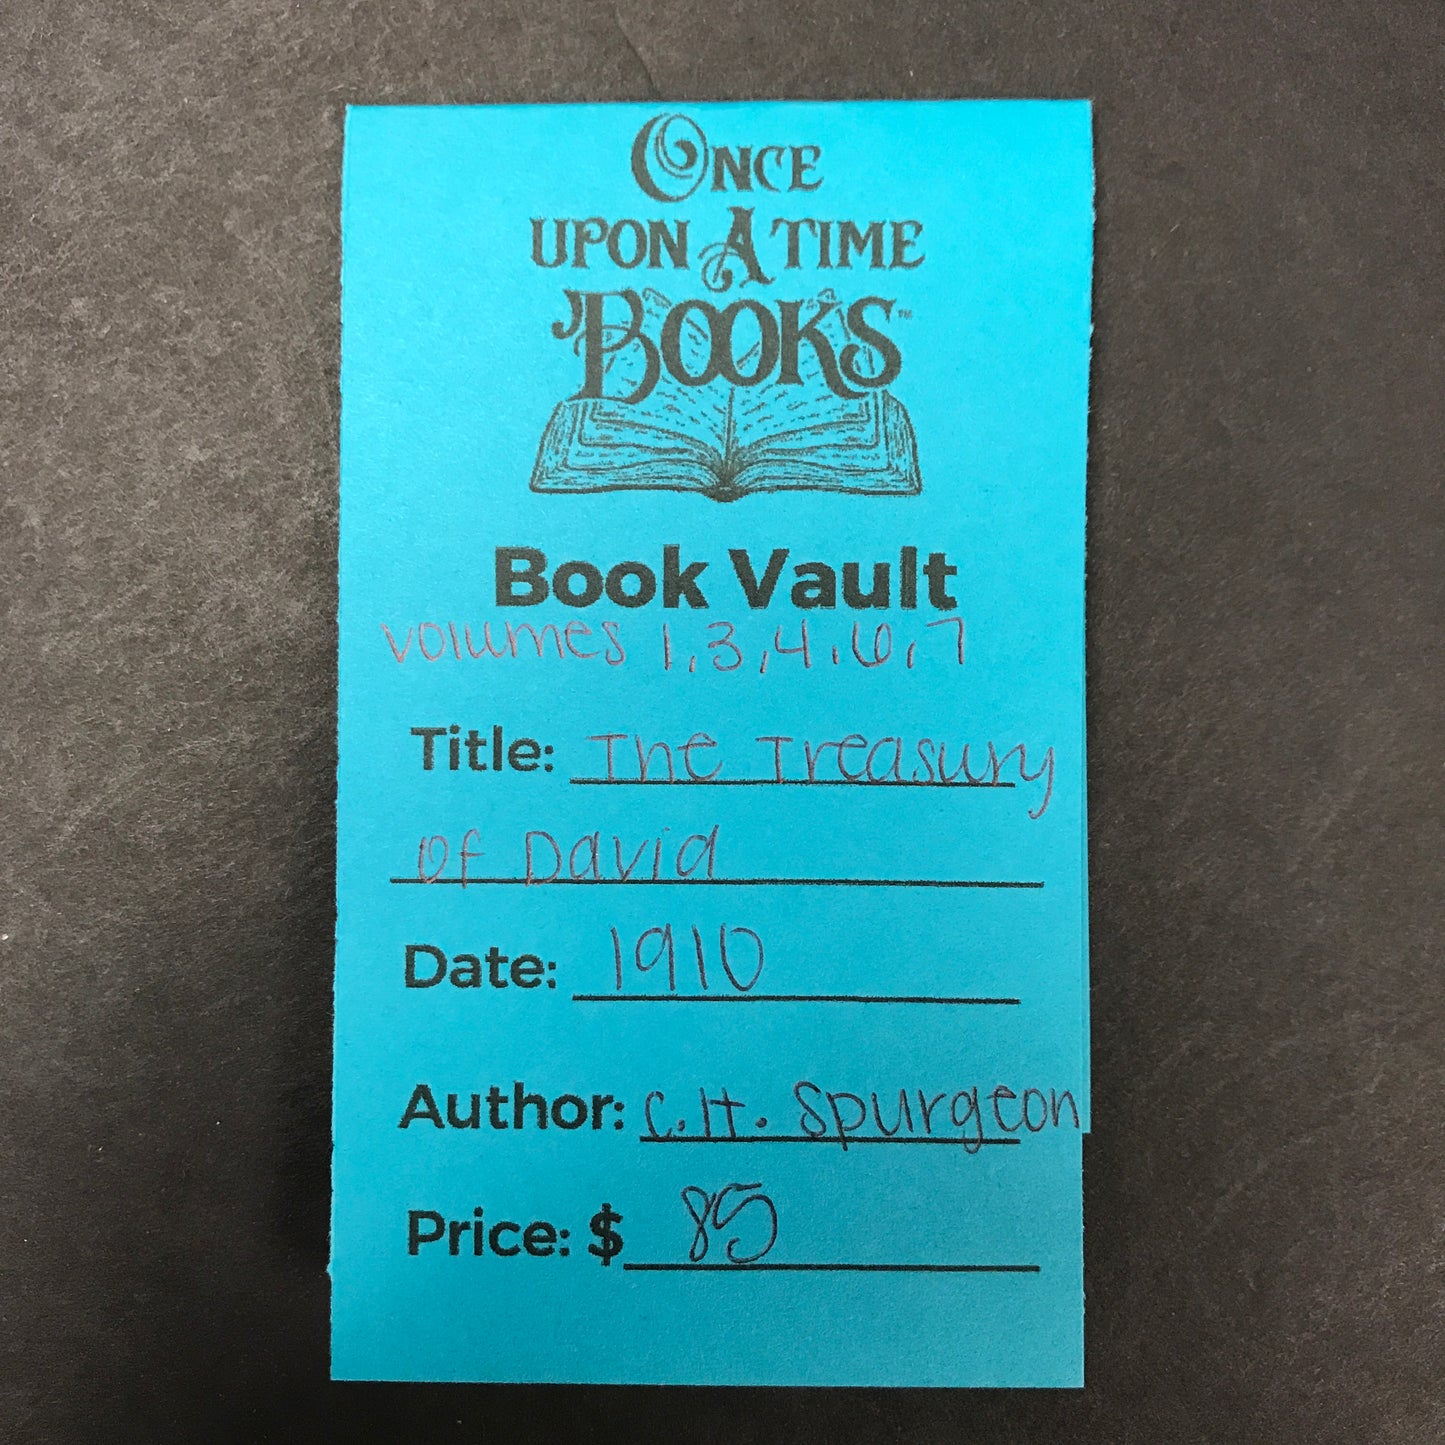 ONCE
UPON A TIME
BOOKS™
Book Vault
volumes 1,3,4,6,7
Title: The Treasury
of David
Date: 1910
Author: C.H. Spurgeon
Price: $ 85